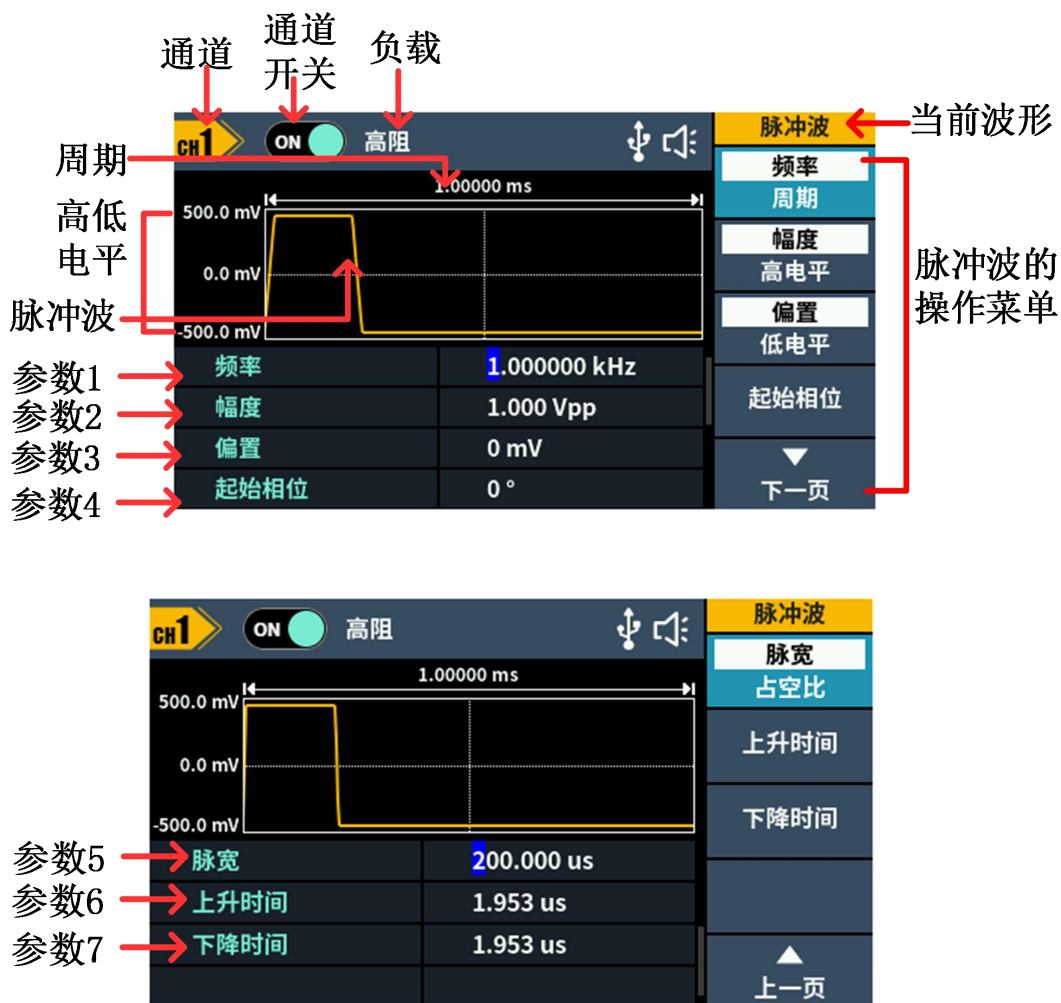 通道
通道
开关
负载
CH1
ON
高阻
脉冲波
当前波形
周期
1.00000 ms
频率
周期
高低
电平
500.0 mV
0.0 mV
-500.0 mV
幅度
高电平
脉冲波的
操作菜单
脉冲波
偏置
低电平
参数1
频率
1.000000 kHz
起始相位
参数2
幅度
1.000 Vpp
参数3
偏置
0 mV
参数4
起始相位
0 °
下一页
CH1
ON
高阻
脉冲波
1.00000 ms
脉宽
占空比
500.0 mV
0.0 mV
-500.0 mV
上升时间
下降时间
参数5
脉宽
200.000 us
参数6
上升时间
1.953 us
参数7
下降时间
1.953 us
上一页